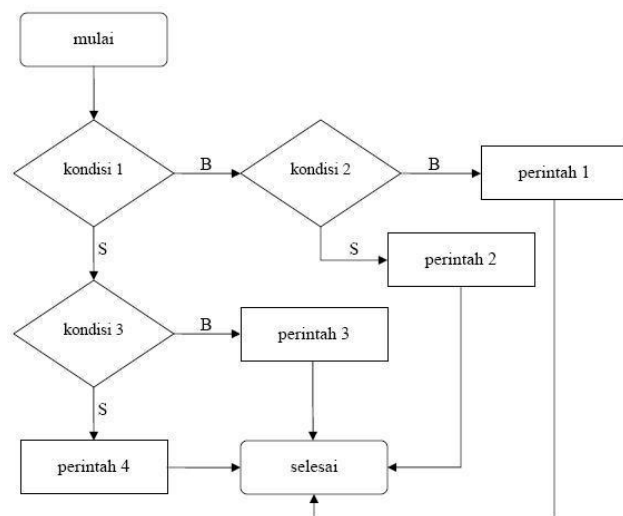 mulai
kondisi 1
B
kondisi 2
B
perintah 1
S
S
perintah 2
kondisi 3
B
perintah 3
S
perintah 4
selesai